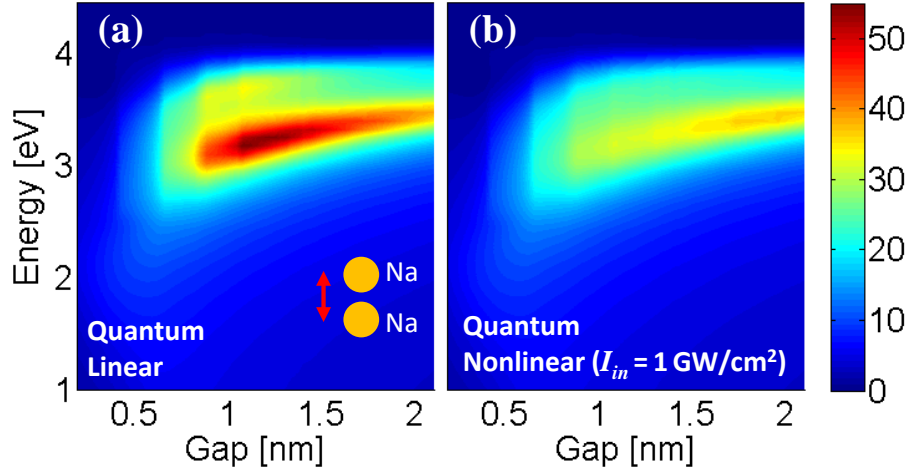 (a)
(b)
Energy [eV]
4
3
2
1
Na
Na
Quantum
Linear
Quantum
Nonlinear (I_in = 1 GW/cm²)
0.5 1 1.5 2
0.5 1 1.5 2
Gap [nm]
Gap [nm]
50
40
30
20
10
0